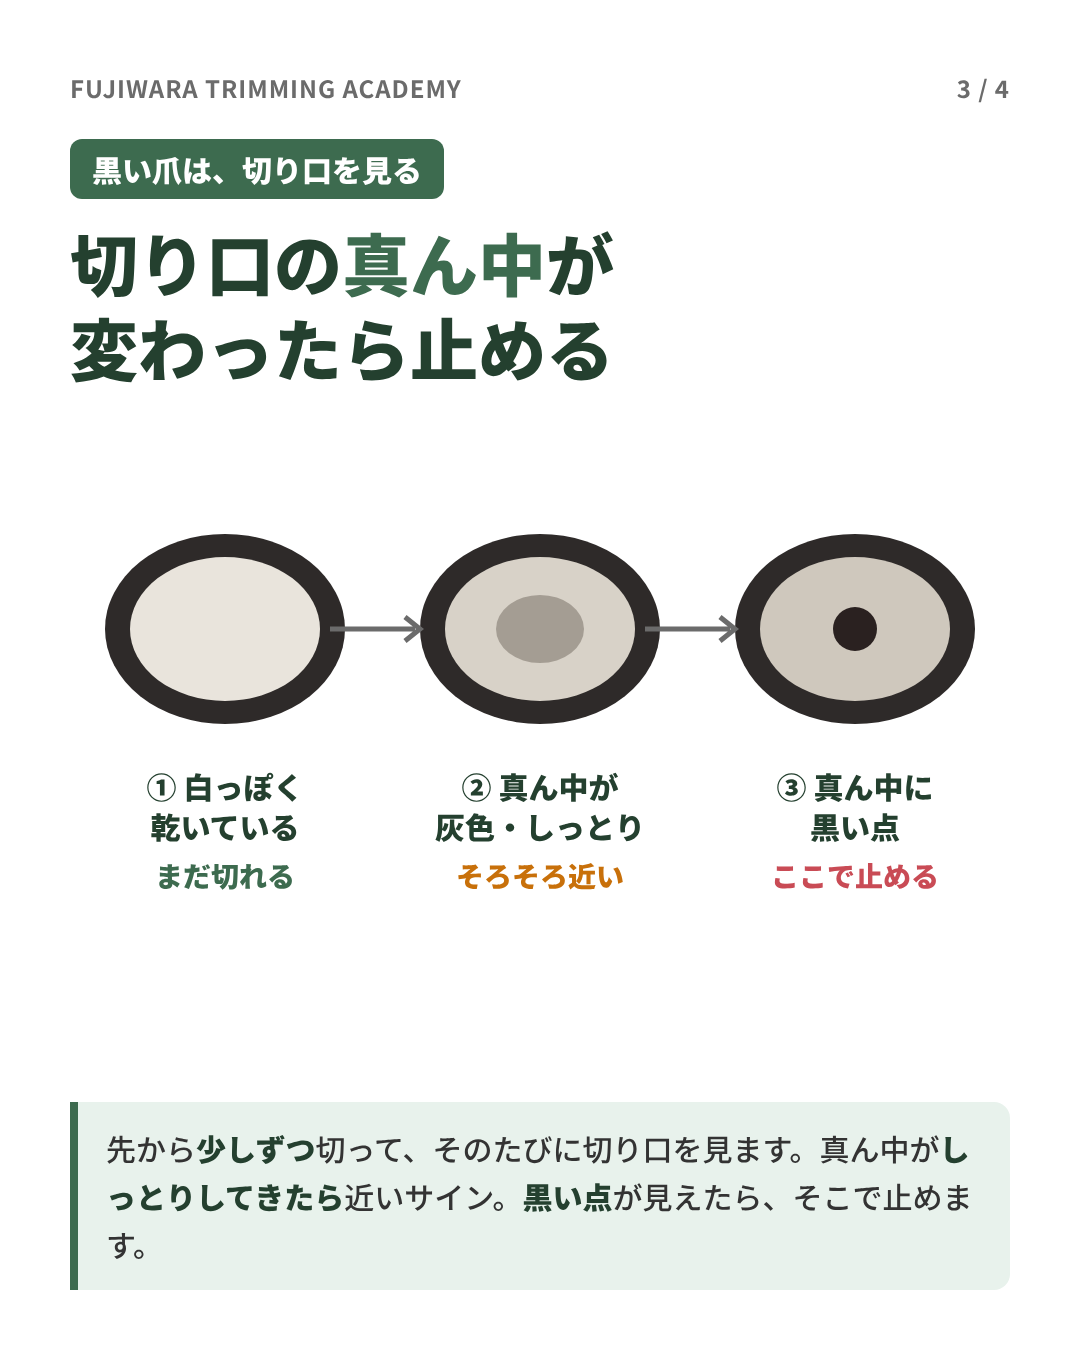 FUJIWARA TRIMMING ACADEMY
3 / 4
黒い爪は、切り口を見る
切り口の真ん中が
変わったら止める
① 白っぽく
乾いている
まだ切れる
② 真ん中が
灰色・しっとり
そろそろ近い
③ 真ん中に
黒い点
ここで止める
先から少しずつ切って、そのたびに切り口を見ます。真ん中がし
っとりしてきたら近いサイン。黒い点が見えたら、そこで止めま
す。